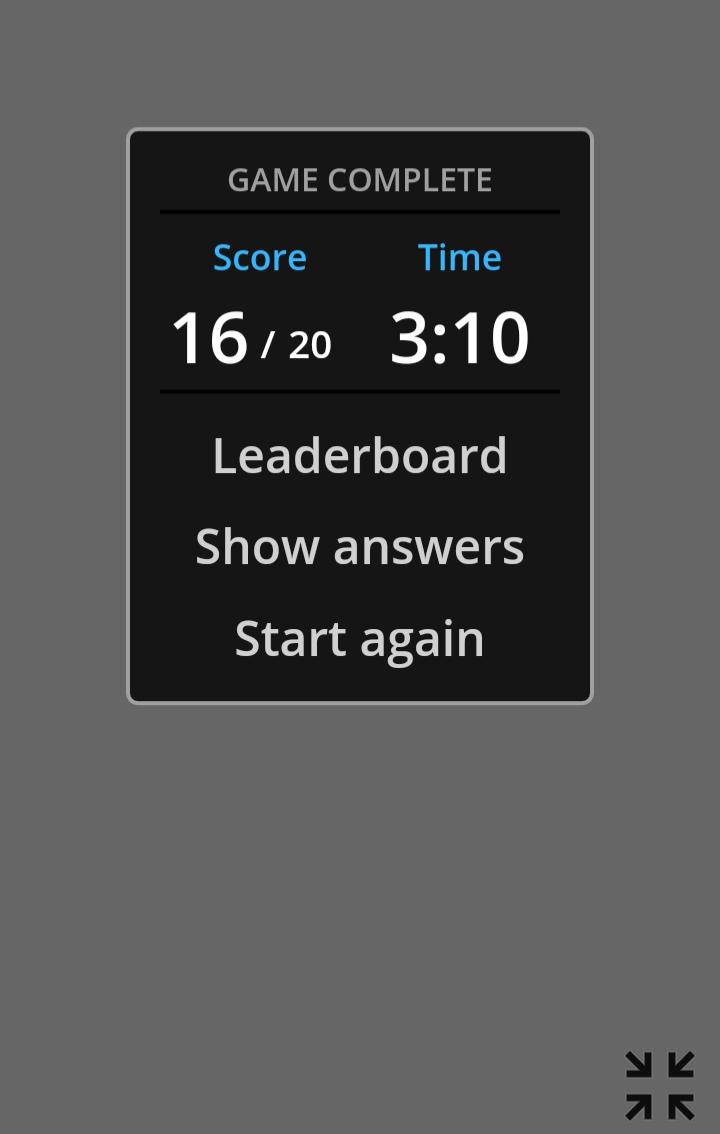 GAME COMPLETE
Score Time
16 / 20 3:10
Leaderboard
Show answers
Start again